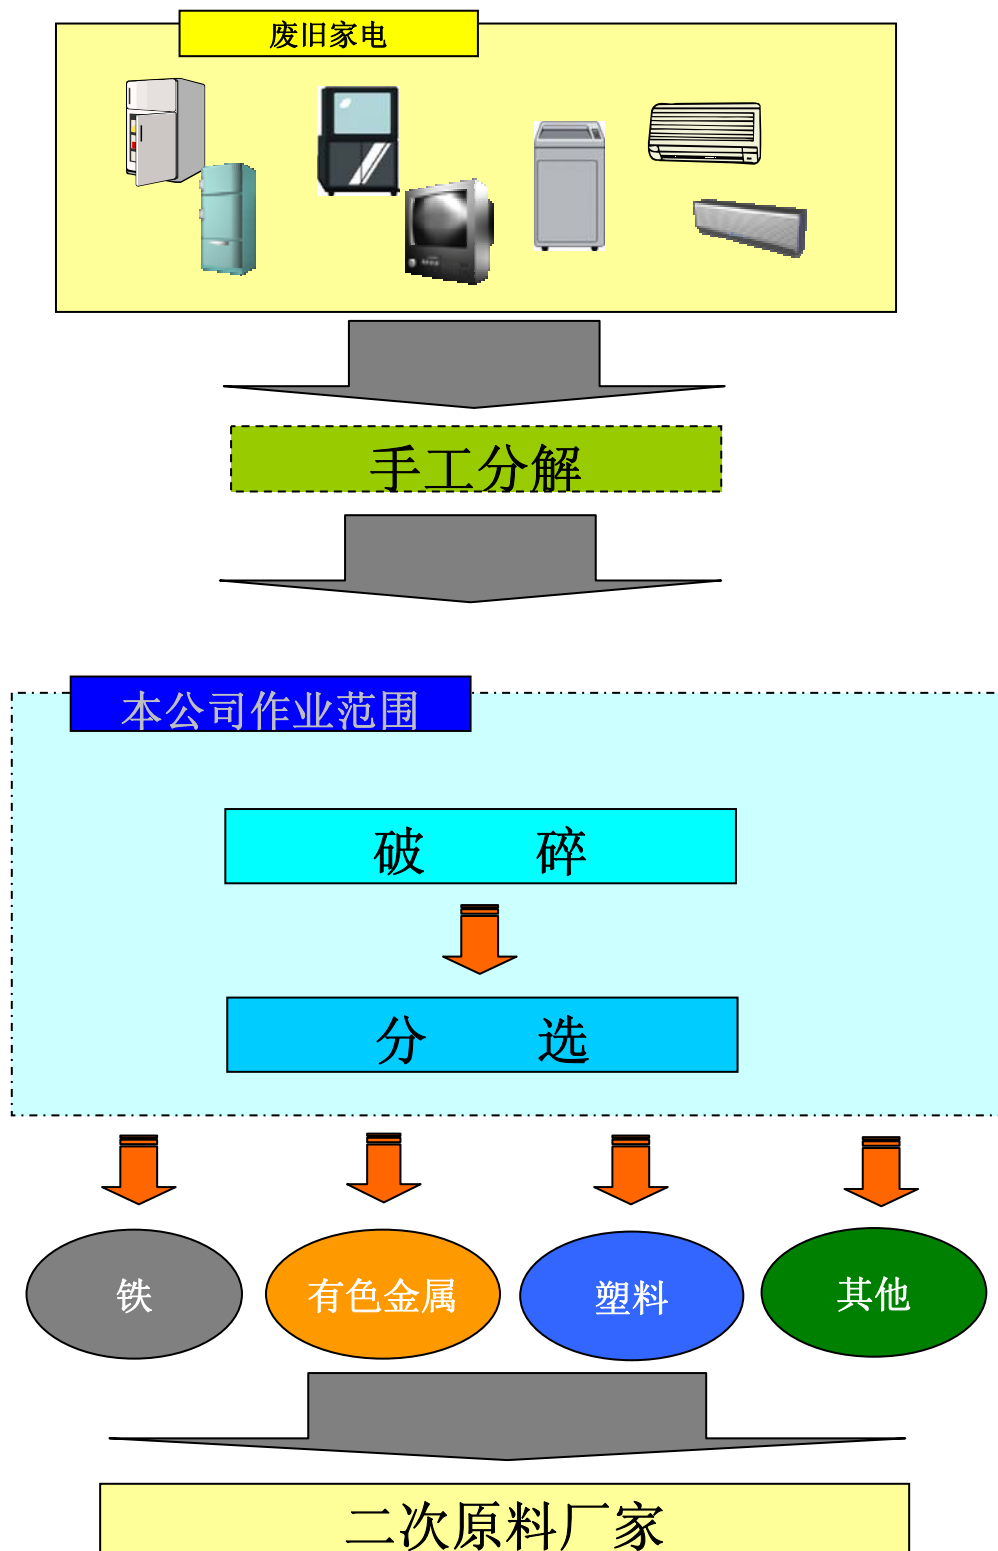 废旧家电
手工分解
本公司作业范围
破 碎
分 选
铁
有色金属
塑料
其他
二次原料厂家